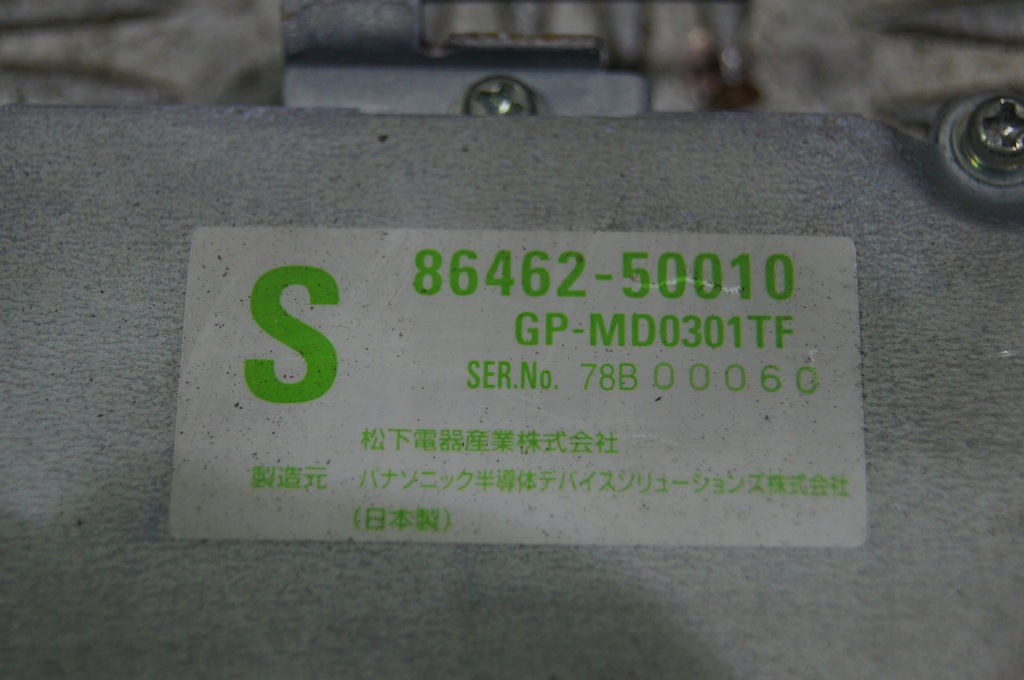 S
86462-50010
GP-MD0301TF
SER.No. 78B00060
松下電器産業株式会社
製造元 パナソニック半導体デバイスソリューションズ株式会社
(日本製)